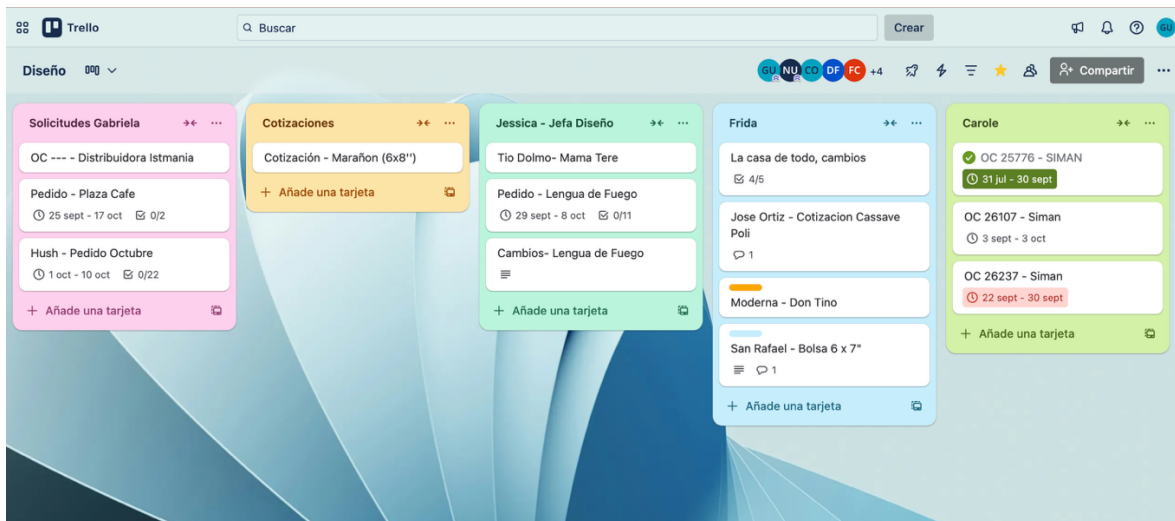 Trello
Buscar
Crear
GU
Diseño
GU NU CO DF FC +4
Compartir
Solicitudes Gabriela
OC --- - Distribuidora Istmania
Pedido - Plaza Cafe
25 sept - 17 oct 0/2
Hush - Pedido Octubre
1 oct - 10 oct 0/22
+ Añade una tarjeta
Cotizaciones
Cotización - Marañon (6x8'')
+ Añade una tarjeta
Jessica - Jefa Diseño
Tio Dolmo- Mama Tere
Pedido - Lengua de Fuego
29 sept - 8 oct 0/11
Cambios- Lengua de Fuego
+ Añade una tarjeta
Frida
La casa de todo, cambios
4/5
Jose Ortiz - Cotizacion Cassave
Poli
1
Moderna - Don Tino
San Rafael - Bolsa 6 x 7"
1
+ Añade una tarjeta
Carole
OC 25776 - SIMAN
31 jul - 30 sept
OC 26107 - Siman
3 sept - 3 oct
OC 26237 - Siman
22 sept - 30 sept
+ Añade una tarjeta